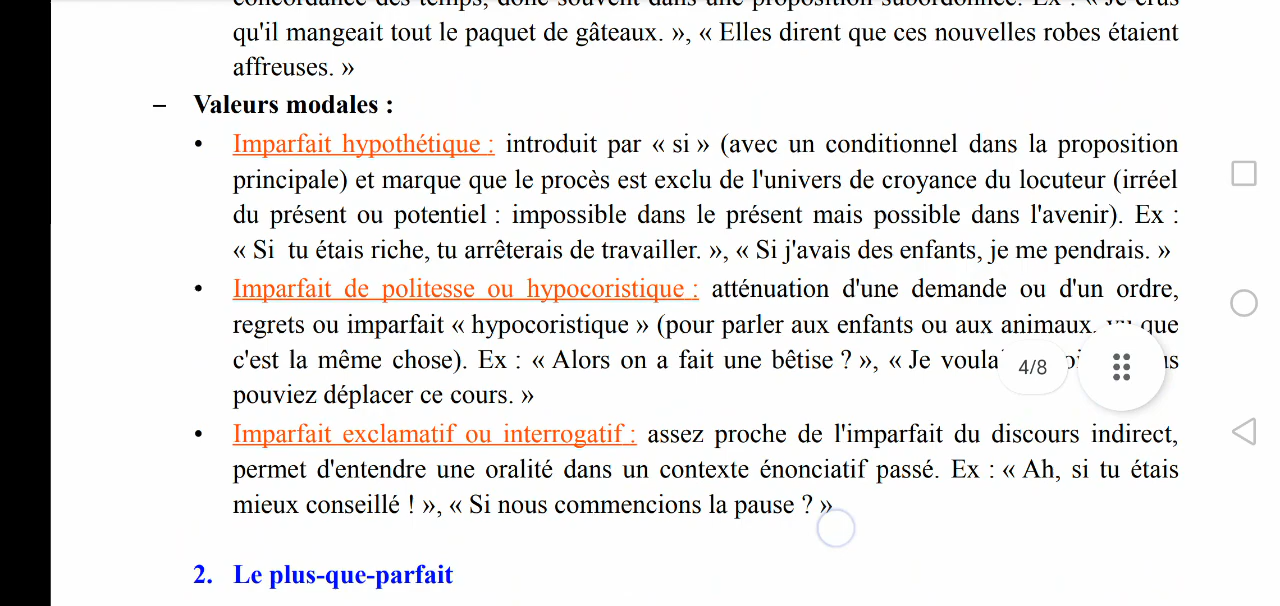 qu'il mangeait tout le paquet de gâteaux. », « Elles dirent que ces nouvelles robes étaient
affreuses. »
– Valeurs modales :
• Imparfait hypothétique : introduit par « si » (avec un conditionnel dans la proposition
principale) et marque que le procès est exclu de l'univers de croyance du locuteur (irréel
du présent ou potentiel : impossible dans le présent mais possible dans l'avenir). Ex :
« Si tu étais riche, tu arrêterais de travailler. », « Si j'avais des enfants, je me pendrais. »
• Imparfait de politesse ou hypocoristique : atténuation d'une demande ou d'un ordre,
regrets ou imparfait « hypocoristique » (pour parler aux enfants ou aux animaux, que
c'est la même chose). Ex : « Alors on a fait une bêtise ? », « Je
4/8
pouviez déplacer ce cours. »
• Imparfait exclamatif ou interrogatif : assez proche de l'imparfait du discours indirect,
permet d'entendre une oralité dans un contexte énonciatif passé. Ex : « Ah, si tu étais
mieux conseillé ! », « Si nous commencions la pause ? »
2. Le plus-que-parfait